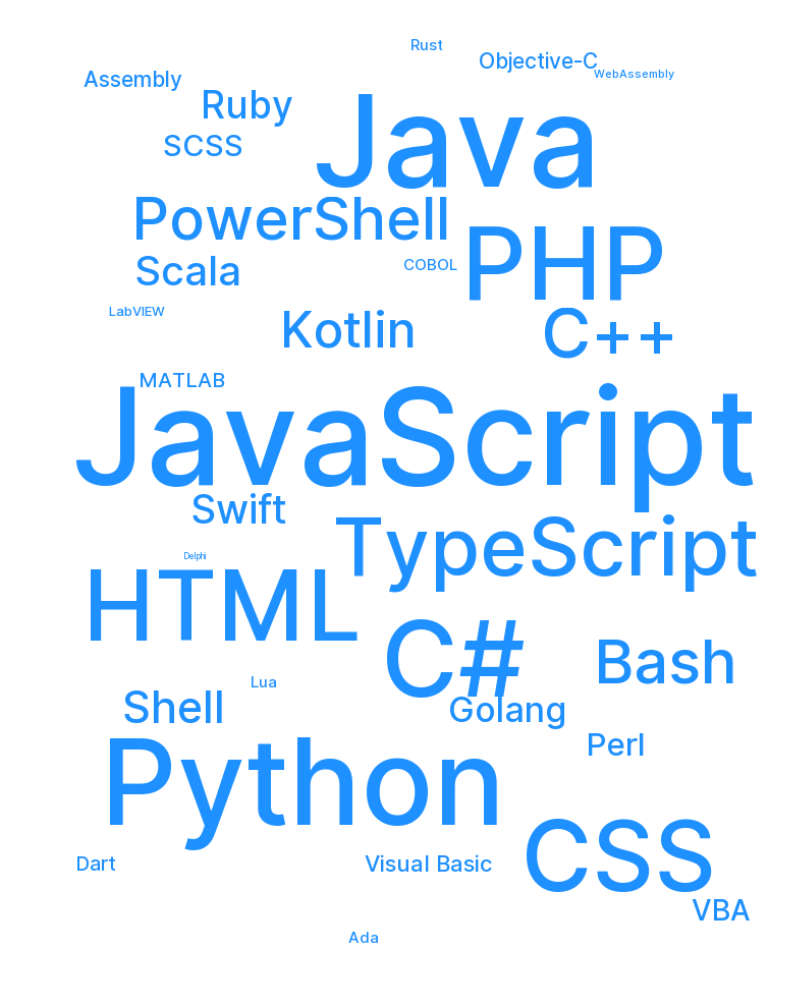 Rust
Objective-C
WebAssembly
Assembly
Ruby
Java
SCSS
PowerShell
PHP
COBOL
Scala
LabVIEW
Kotlin
C++
MATLAB
JavaScript
Swift
TypeScript
Delphi
HTML
C#
Bash
Lua
Shell
Golang
Perl
Python
CSS
Dart
Visual Basic
VBA
Ada